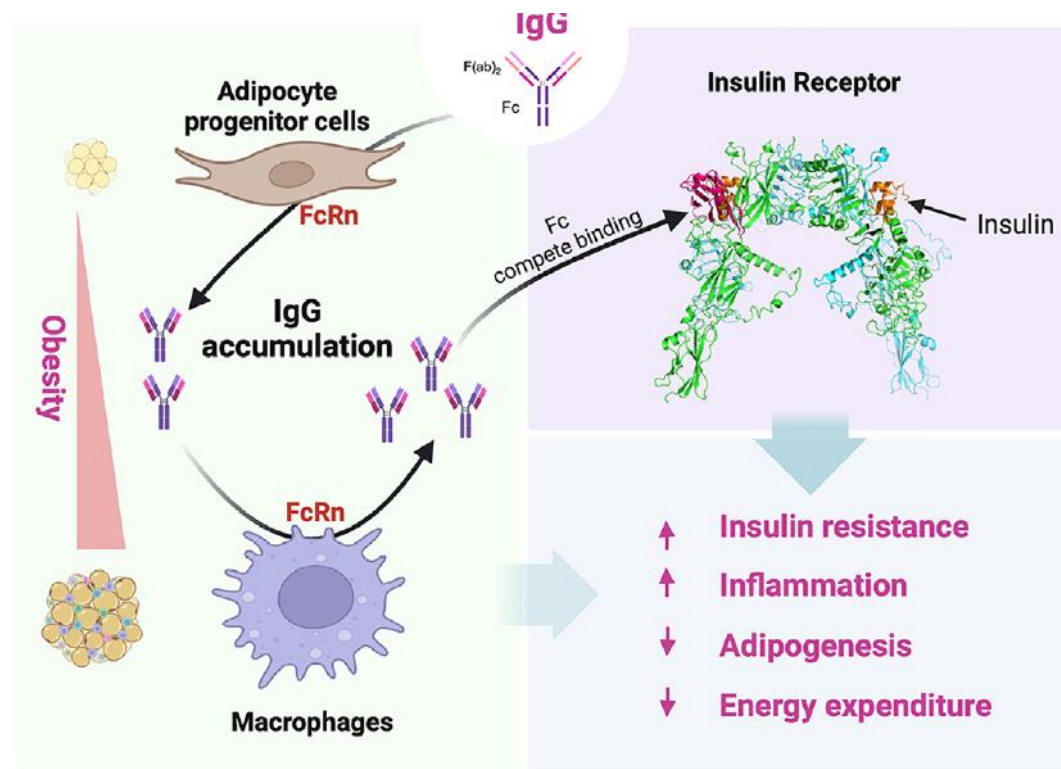 IgG
F(ab)2
Fc
Adipocyte
progenitor cells
FcRn
IgG
accumulation
Obesity
FcRn
Macrophages
Fc
compete binding
Insulin Receptor
Insulin
Insulin resistance
Inflammation
Adipogenesis
Energy expenditure